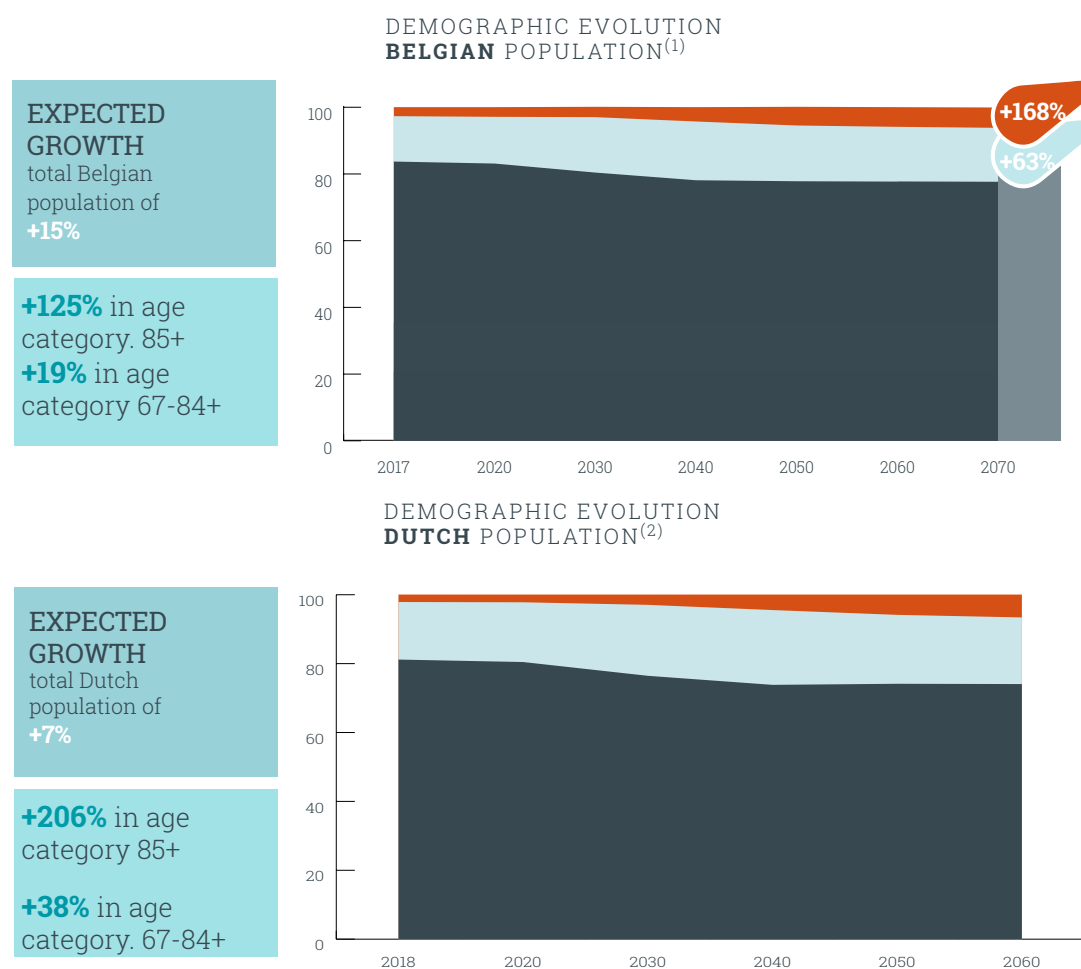 DEMOGRAPHIC EVOLUTION
BELGIAN POPULATION(1)
EXPECTED
GROWTH
total Belgian
population of
+15%
+125% in age
category. 85+
+19% in age
category 67-84+
100
80
60
40
20
0
2017 2020 2030 2040 2050 2060 2070
+168%
+63%
DEMOGRAPHIC EVOLUTION
DUTCH POPULATION(2)
EXPECTED
GROWTH
total Dutch
population of
+7%
+206% in age
category 85+
+38% in age
category. 67-84+
100
80
60
40
20
0
2018 2020 2030 2040 2050 2060